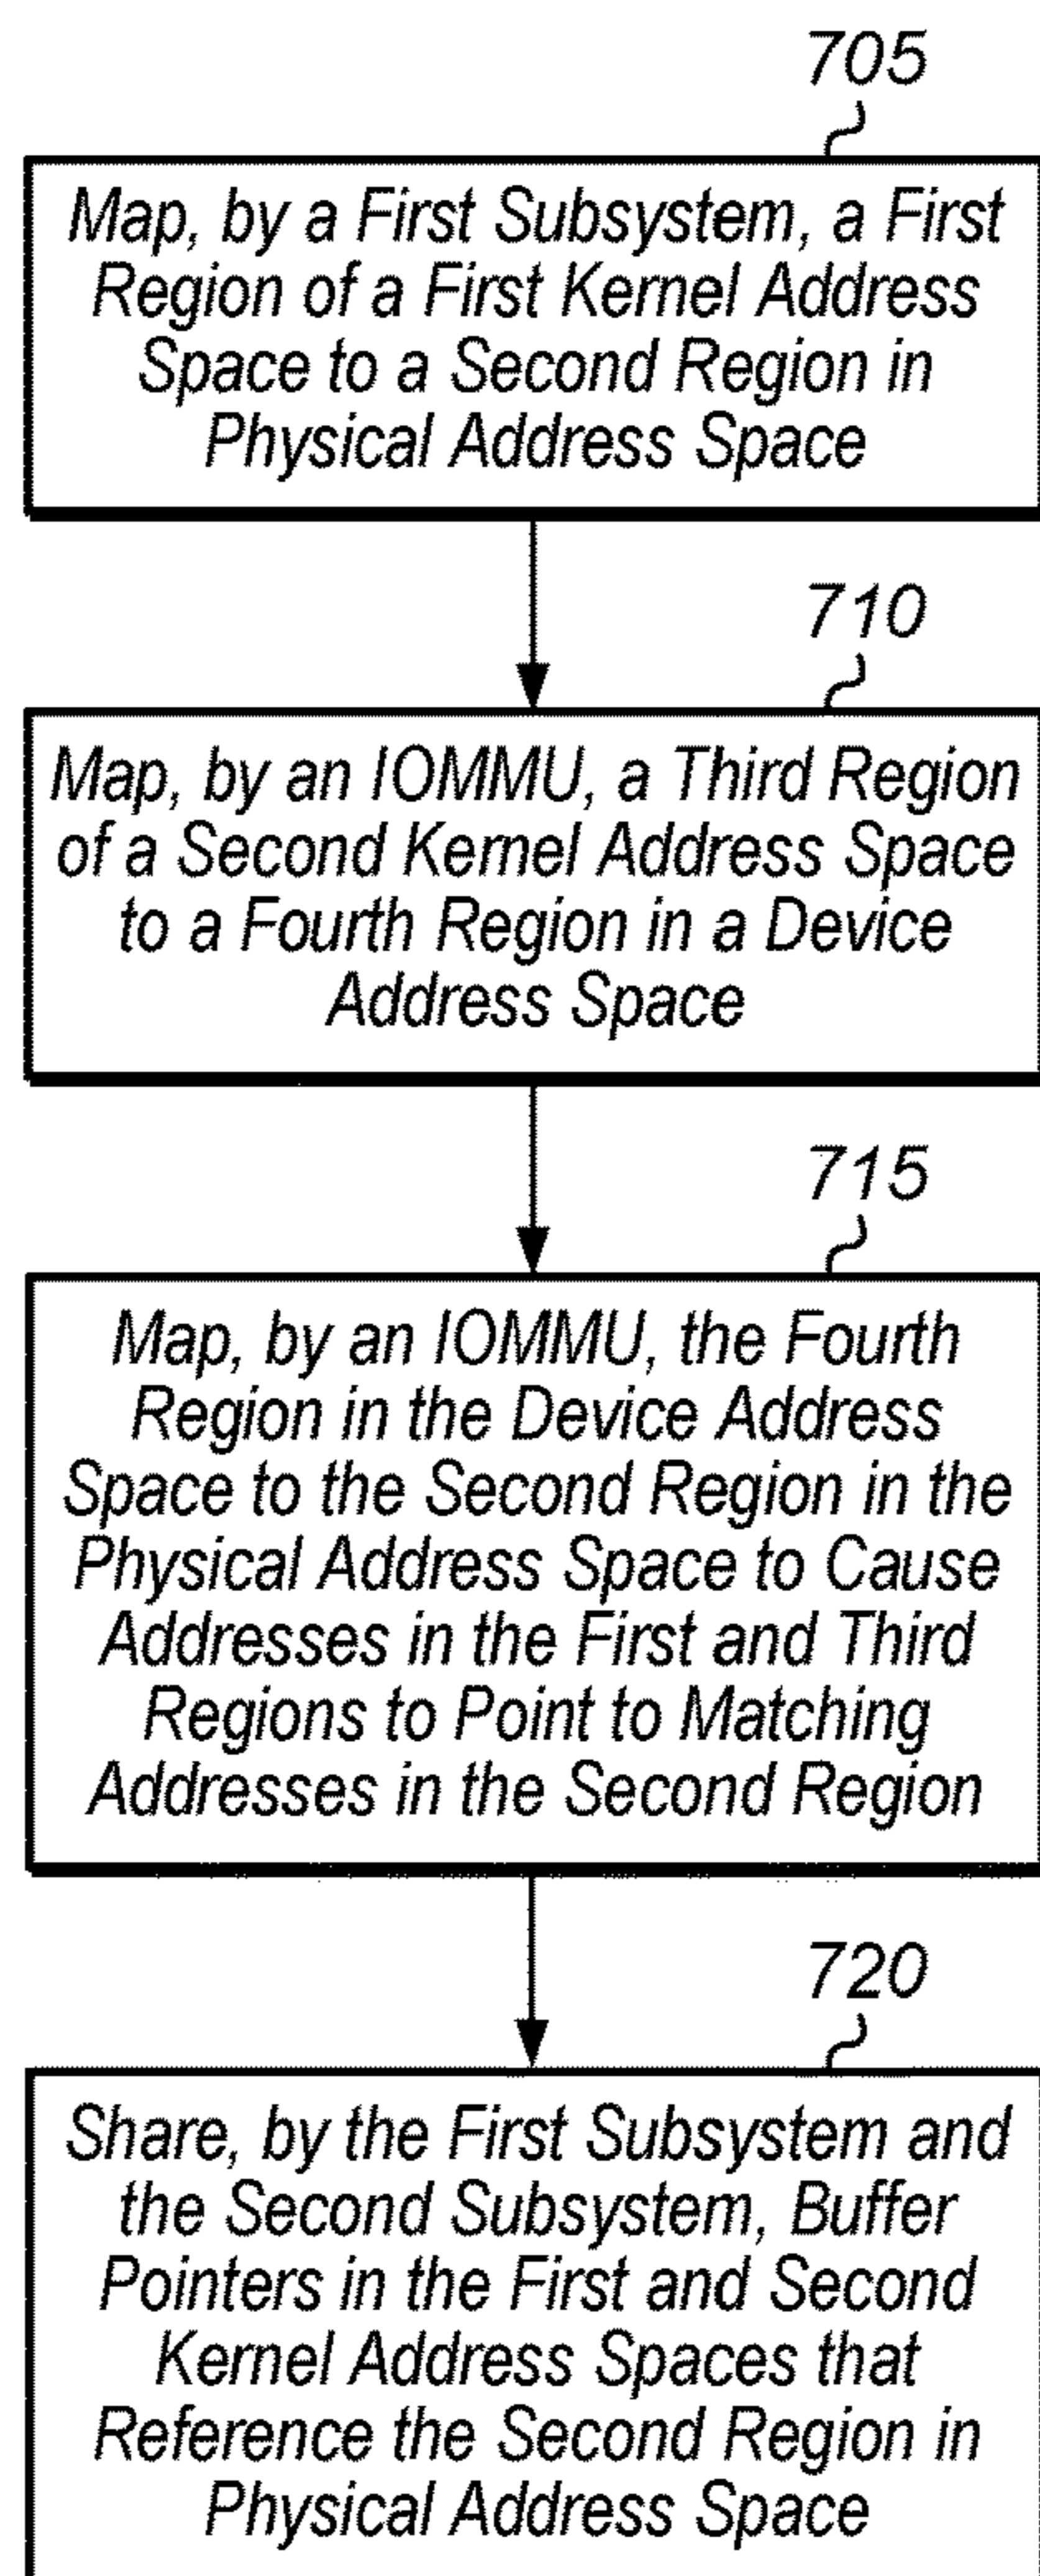 705
Map, by a First Subsystem, a First
Region of a First Kernel Address
Space to a Second Region in
Physical Address Space
710
Map, by an IOMMU, a Third Region
of a Second Kernel Address Space
to a Fourth Region in a Device
Address Space
715
Map, by an IOMMU, the Fourth
Region in the Device Address
Space to the Second Region in the
Physical Address Space to Cause
Addresses in the First and Third
Regions to Point to Matching
Addresses in the Second Region
720
Share, by the First Subsystem and
the Second Subsystem, Buffer
Pointers in the First and Second
Kernel Address Spaces that
Reference the Second Region in
Physical Address Space